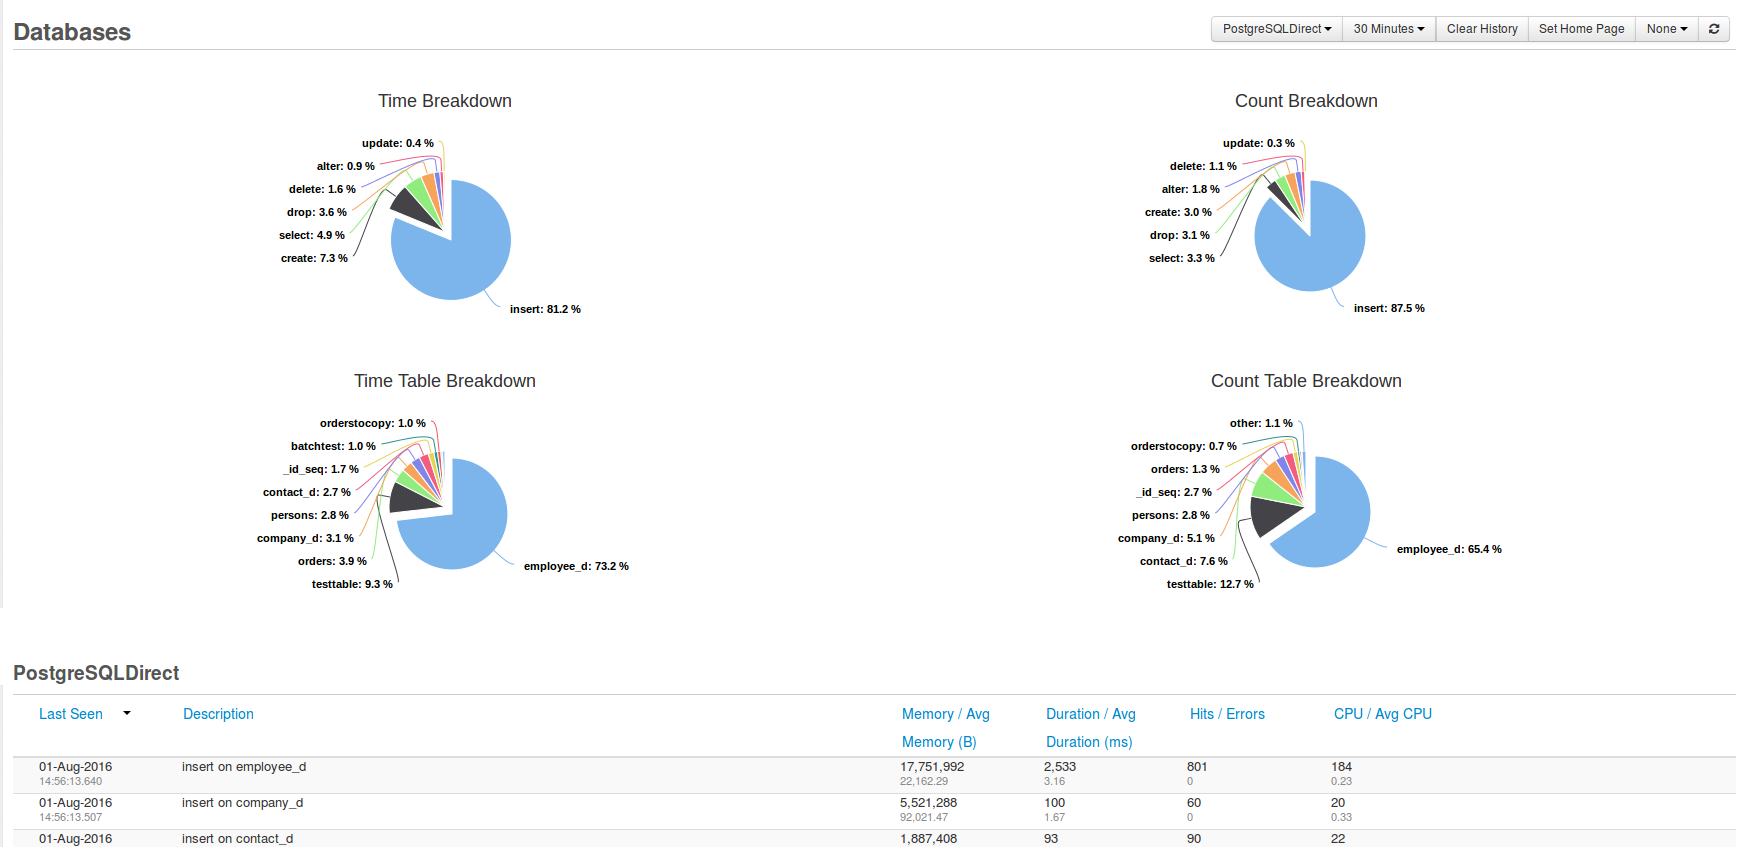 Databases
PostgreSQLDirect 30 Minutes Clear History Set Home Page None
Time Breakdown
update: 0.4 %
alter: 0.9 %
delete: 1.6 %
drop: 3.6 %
select: 4.9 %
create: 7.3 %
insert: 81.2 %
Count Breakdown
update: 0.3 %
delete: 1.1 %
alter: 1.8 %
create: 3.0 %
drop: 3.1 %
select: 3.3 %
insert: 87.5 %
Time Table Breakdown
orderstocopy: 1.0 %
batchtest: 1.0 %
_id_seq: 1.7 %
contact_d: 2.7 %
persons: 2.8 %
company_d: 3.1 %
orders: 3.9 %
testtable: 9.3 %
employee_d: 73.2 %
Count Table Breakdown
other: 1.1 %
orderstocopy: 0.7 %
orders: 1.3 %
_id_seq: 2.7 %
persons: 2.8 %
company_d: 5.1 %
contact_d: 7.6 %
testtable: 12.7 %
employee_d: 65.4 %
PostgreSQLDirect
Last Seen Description Memory / Avg Duration / Avg Hits / Errors CPU / Avg CPU
Memory (B) Duration (ms)
01-Aug-2016 insert on employee_d 17,751,992 2,533 801 184
14:56:13.640 22,162.29 3.16 0 0.23
01-Aug-2016 insert on company_d 5,521,288 100 60 20
14:56:13.507 92,021.47 1.67 0 0.33
01-Aug-2016 insert on contact_d 1,887,408 93 90 22